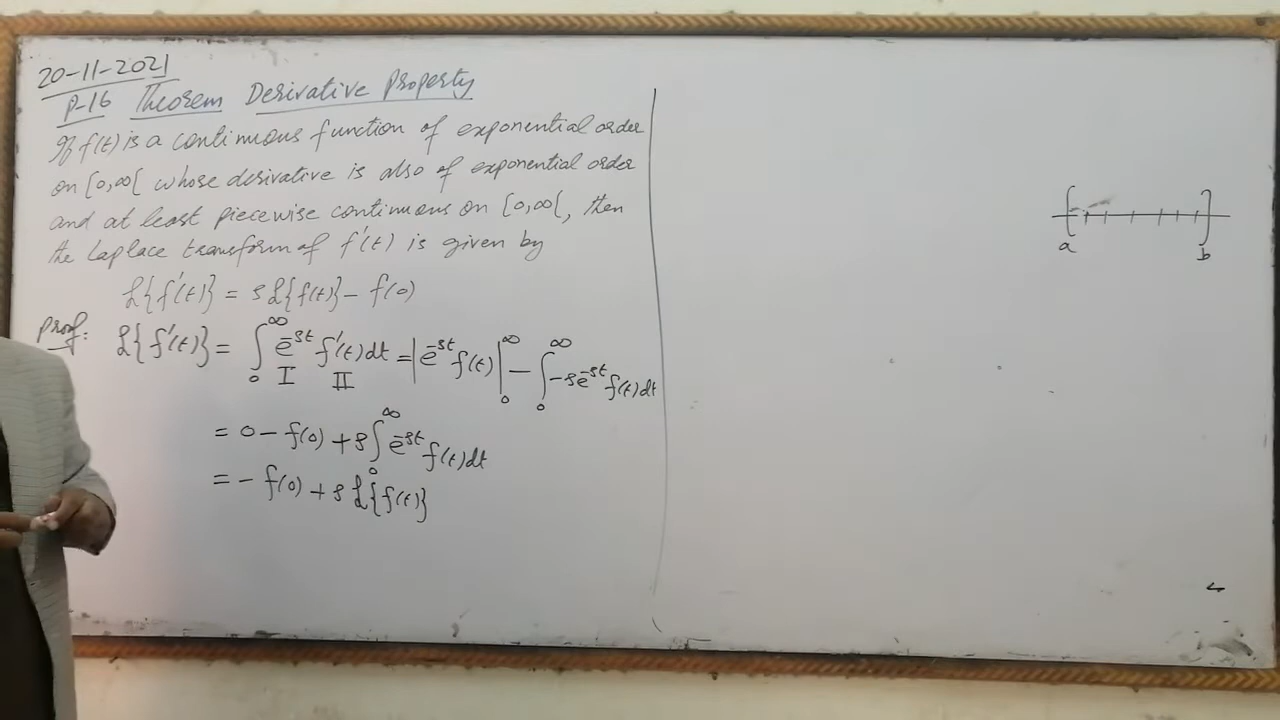 20-11-2021
P-16 Theorem Derivative Property
If f(t) is a continuous function of exponential order
on [0,∞[ whose derivative is also of exponential order
and at least piecewise continuous on [0,∞[, then
the Laplace transform of f'(t) is given by
ℒ{f'(t)} = sℒ{f(t)} - f(0)
Proof: ℒ{f'(t)} = ∫₀^∞ e^{-st} f'(t)dt = |e^{-st} f(t)|₀^∞ - ∫₀^∞ -se^{-st} f(t)dt
I II
= 0 - f(0) + s∫₀^∞ e^{-st} f(t)dt
= - f(0) + sℒ{f(t)}
[ ]
a b